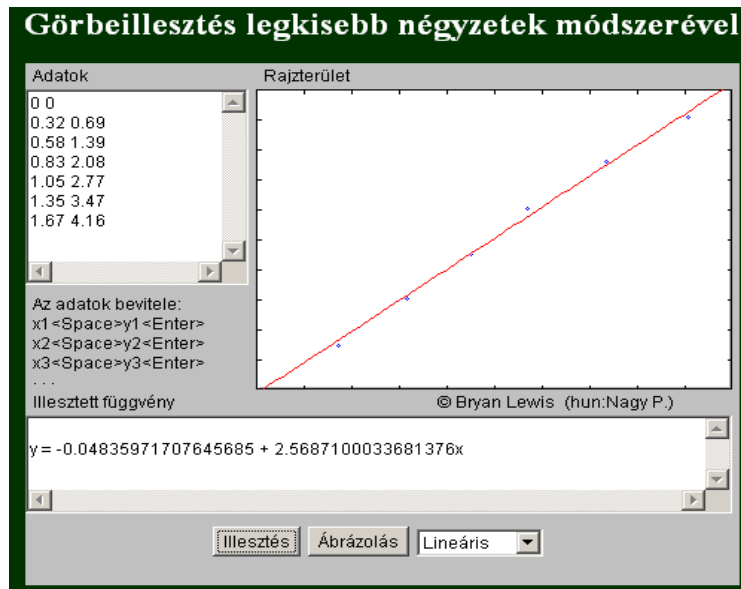 Görbeillesztés legkisebb négyzetek módszerével
Adatok
Rajzterület
0 0
0.32 0.69
0.58 1.39
0.83 2.08
1.05 2.77
1.35 3.47
1.67 4.16
Az adatok bevitele:
x1<Space>y1<Enter>
x2<Space>y2<Enter>
x3<Space>y3<Enter>
. . .
Illesztett függvény
© Bryan Lewis (hun:Nagy P.)
y = -0.04835971707645685 + 2.5687100033681376x
Illesztés
Ábrázolás
Lineáris